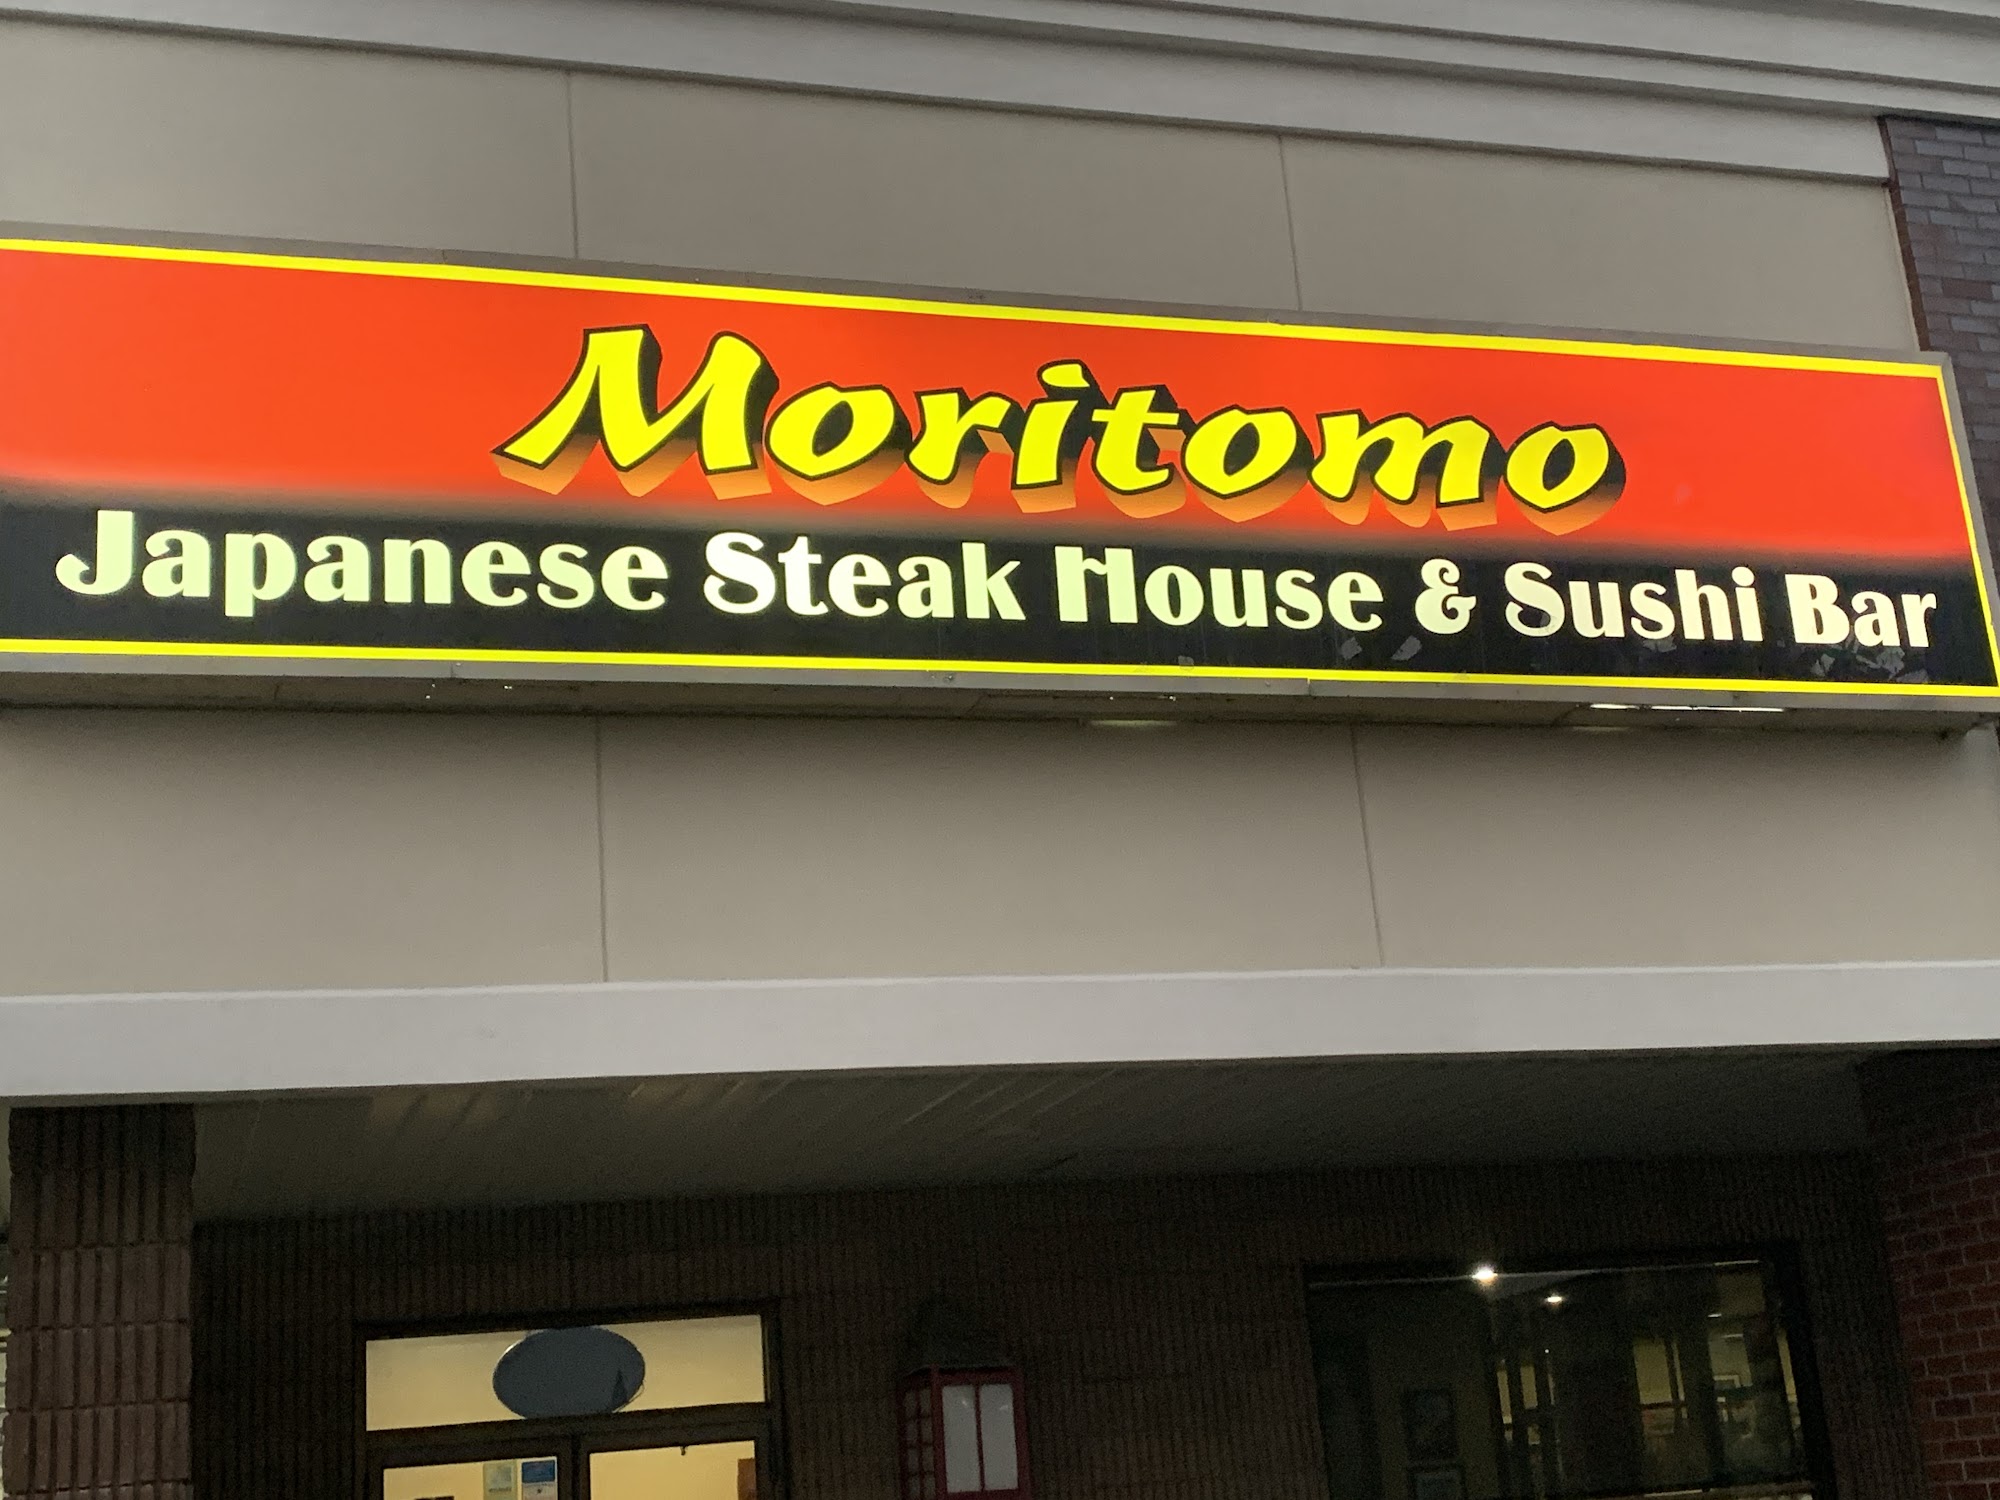 Moritomo
Japanese Steak House & Sushi Bar